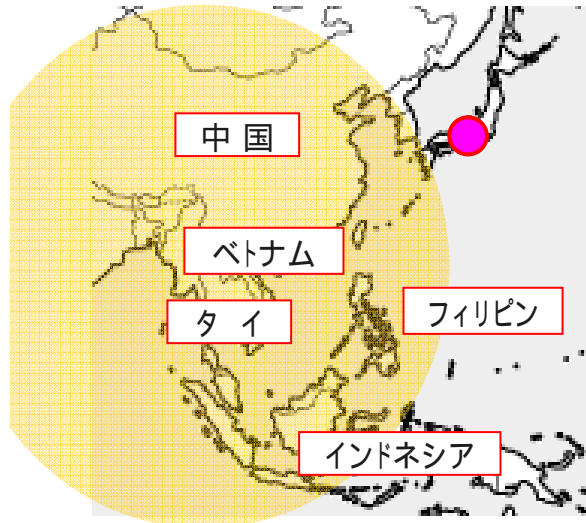 中 国
ベトナム
タ イ
フィリピン
インドネシア